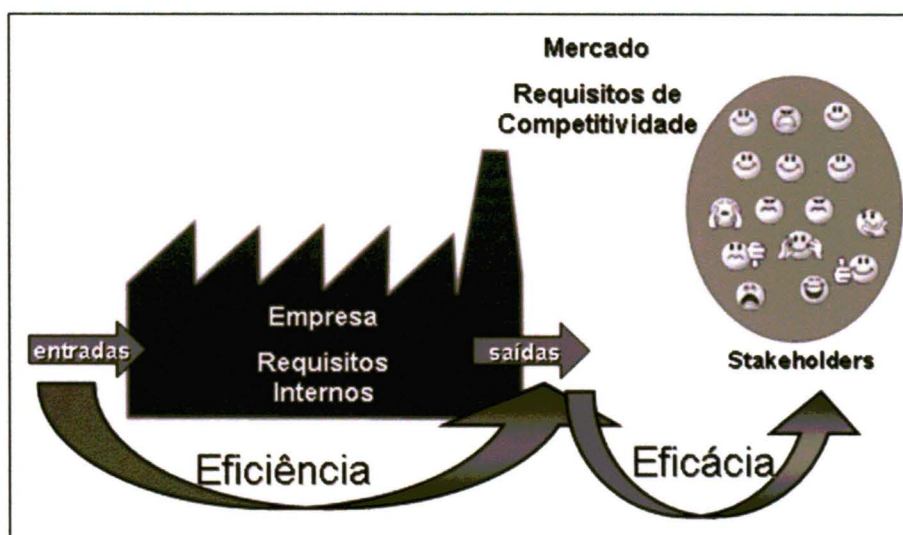 Mercado
Requisitos de
Competitividade
Empresa
Requisitos
Internos
entradas
saídas
Stakeholders
Eficiência
Eficácia